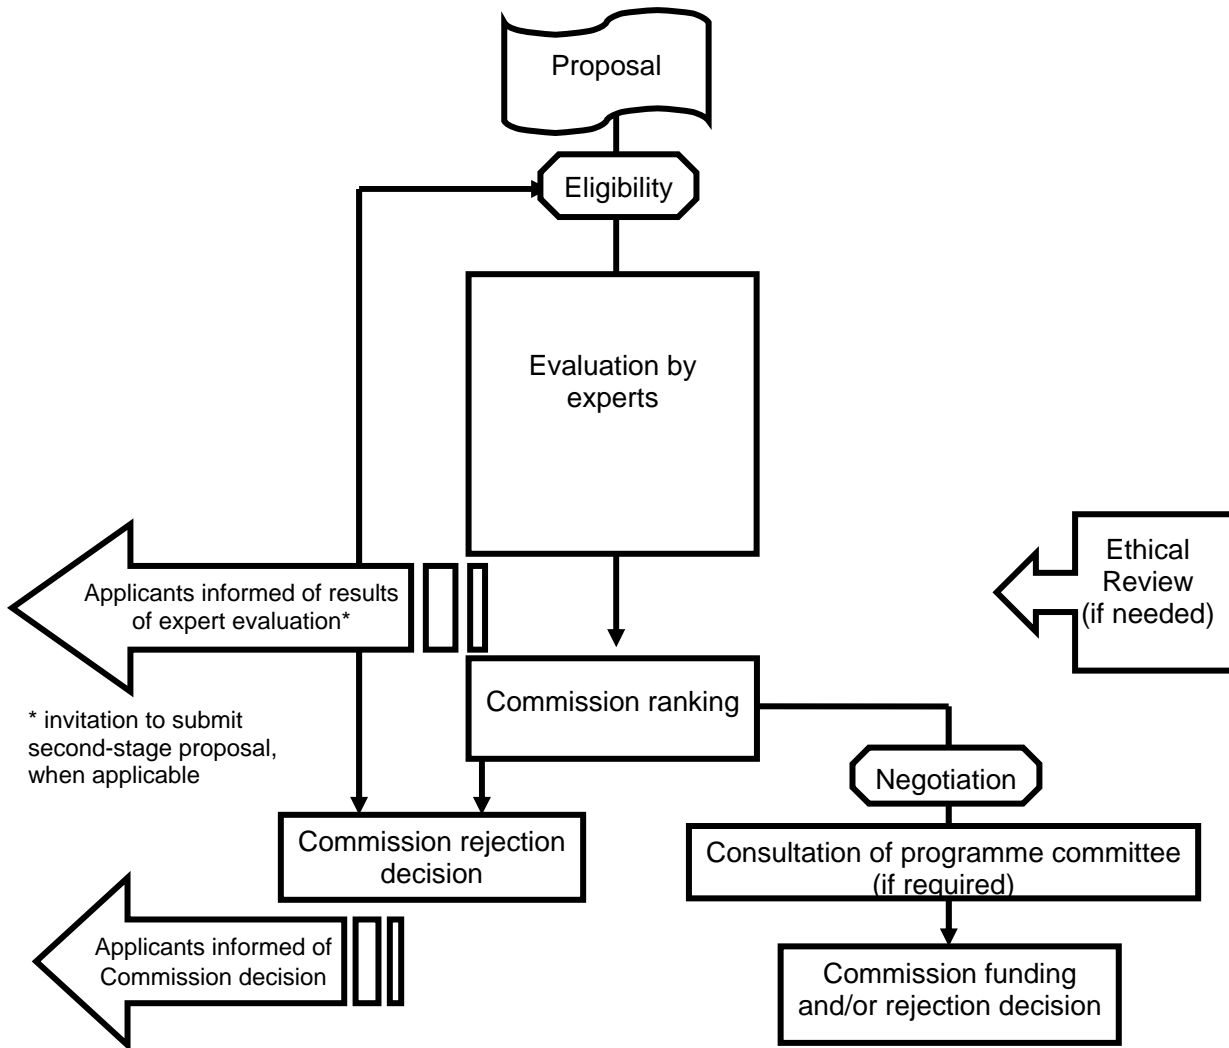 Proposal
Eligibility
Evaluation by
experts
Applicants informed of results
of expert evaluation*
Ethical
Review
(if needed)
* invitation to submit
second-stage proposal,
when applicable
Commission ranking
Negotiation
Commission rejection
decision
Consultation of programme committee
(if required)
Applicants informed of
Commission decision
Commission funding
and/or rejection decision